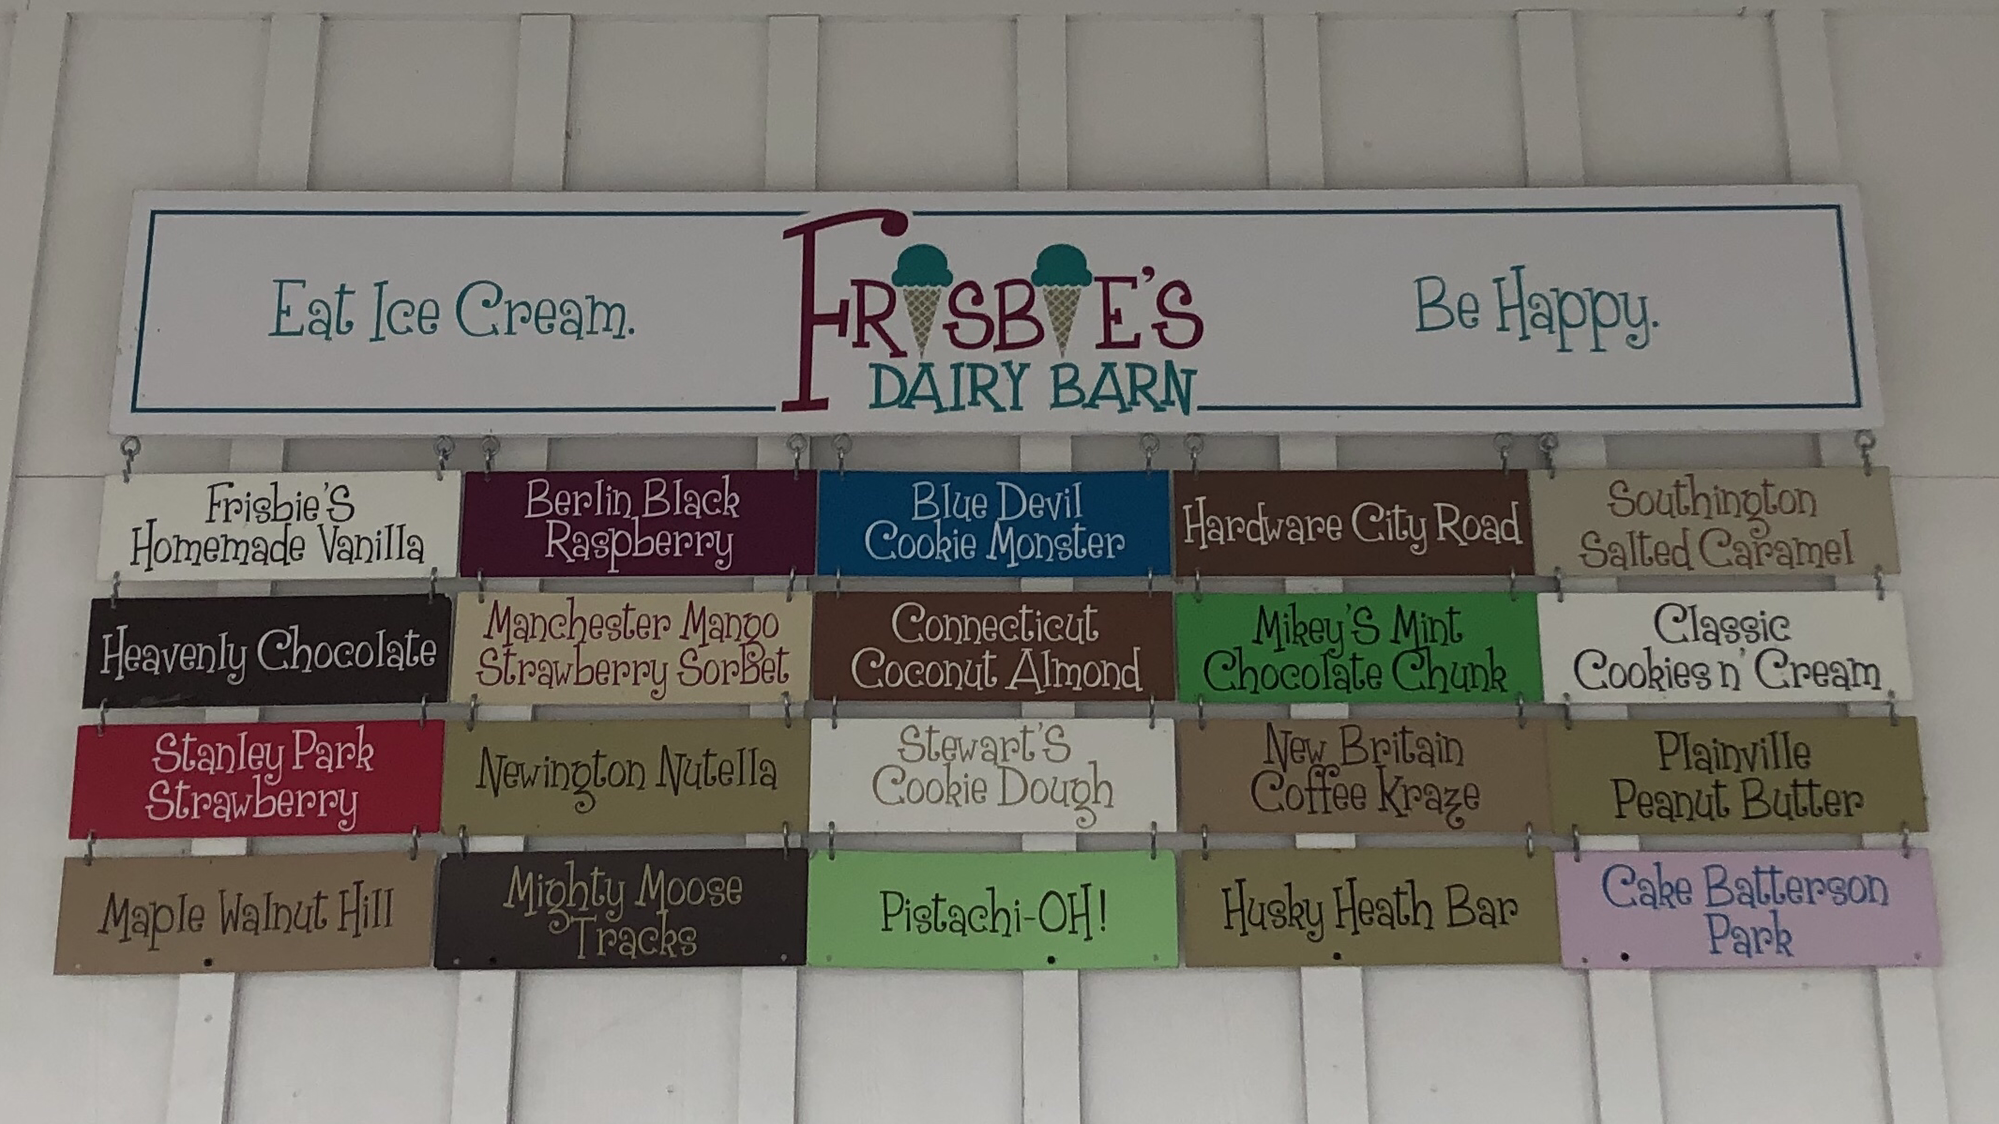 Eat Ice Cream.
FRISBIE'S
DAIRY BARN
Be Happy.
Frisbie'S
Homemade Vanilla
Berlin Black
Raspberry
Blue Devil
Cookie Monster
Hardware City Road
Southington
Salted Caramel
Heavenly Chocolate
Manchester Mango
Strawberry SorBet
Connecticut
Coconut Almond
Mikey'S Mint
Chocolate Chunk
Classic
Cookies n' Cream
Stanley Park
Strawberry
Newington Nutella
Stewart'S
Cookie Dough
New Britain
Coffee Kraze
Plainville
Peanut Butter
Maple Walnut Hill
Mighty Moose
Tracks
Pistachi-OH!
Husky Heath Bar
Cake Batterson
Park